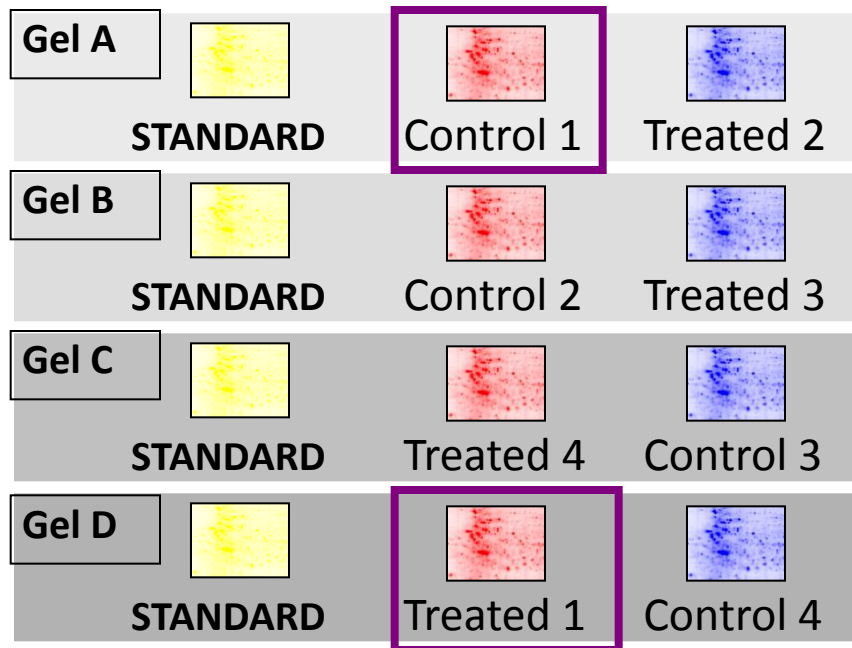 Gel A
STANDARD Control 1 Treated 2
Gel B
STANDARD Control 2 Treated 3
Gel C
STANDARD Treated 4 Control 3
Gel D
STANDARD Treated 1 Control 4